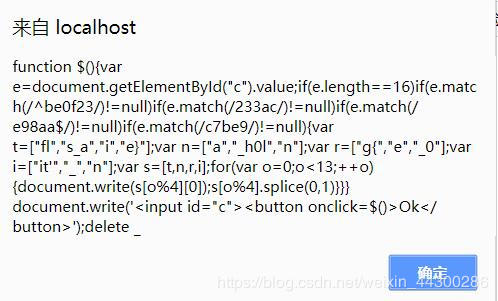 来自 localhost
function $(){var
e=document.getElementById("c").value;if(e.length==16)if(e.matc
h(/^be0f23/)!=null)if(e.match(/233ac/)!=null)if(e.match(/
e98aa$/)!=null)if(e.match(/c7be9/)!=null){var
t=["fl","s_a","i","e}"];var n=["a","_h0l","n"];var r=["g{","e","_0"];var
i=["it'","_","n"];var s=[t,n,r,i];for(var o=0;o<13;++o)
{document.write(s[o%4][0]);s[o%4].splice(0,1)}}}
document.write('<input id="c"><button onclick=$()>Ok</
button>');delete _
确定
https://blog.csdn.net/weixin_44300286